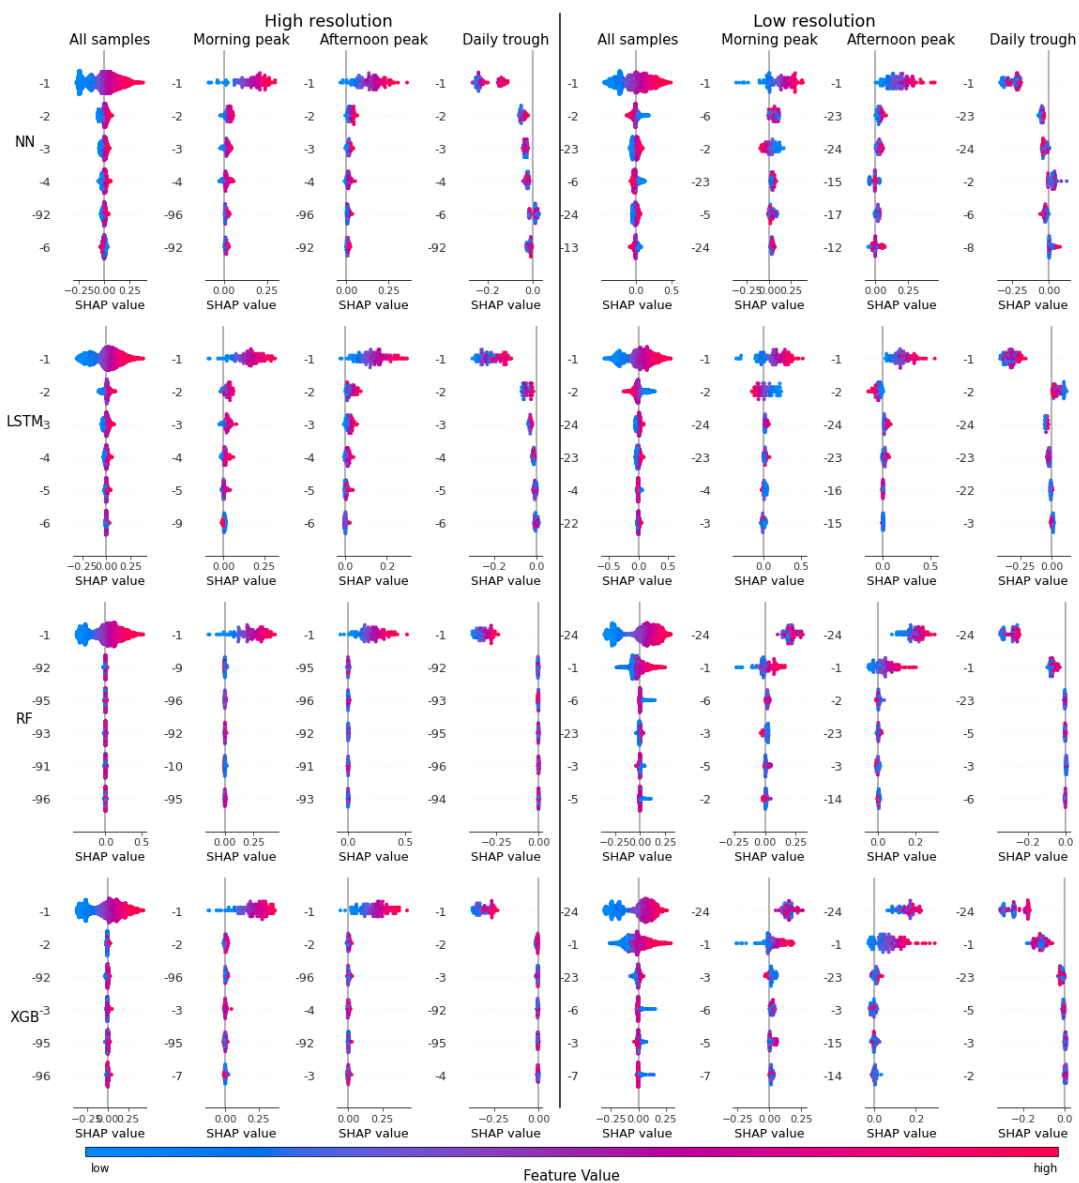 High resolution Low resolution
All samples Morning peak Afternoon peak Daily trough All samples Morning peak Afternoon peak Daily trough
-1 -1 -1 -1 -1 -1 -1 -1
-2 -2 -2 -2 -2 -6 -23 -23
NN
-3 -3 -3 -3 -23 -2 -24 -24
-4 -4 -4 -4 -6 -23 -15 -2
-92 -96 -96 -6 -24 -5 -17 -6
-6 -92 -92 -92 -13 -24 -12 -8
−0.25 0.00 0.25 0.00 0.25 0.00 0.25 −0.2 0.0 0.0 0.5 −0.25 0.00 0.25 0.00 0.25 −0.25 0.00
SHAP value SHAP value SHAP value SHAP value SHAP value SHAP value SHAP value SHAP value
-1 -1 -1 -1 -1 -1 -1 -1
-2 -2 -2 -2 -2 -2 -2 -2
LSTM
-3 -3 -3 -3 -24 -24 -24 -24
-4 -4 -4 -4 -23 -23 -23 -23
-5 -5 -5 -5 -4 -4 -16 -22
-6 -9 -6 -6 -22 -3 -15 -3
−0.25 0.00 0.25 0.00 0.25 0.0 0.2 −0.2 0.0 −0.5 0.0 0.5 0.0 0.5 0.0 0.5 −0.25 0.00
SHAP value SHAP value SHAP value SHAP value SHAP value SHAP value SHAP value SHAP value
-1 -1 -1 -1 -24 -24 -24 -24
-92 -9 -95 -92 -1 -1 -1 -1
-95 -96 -96 -93 -6 -6 -2 -23
RF
-93 -92 -92 -95 -23 -3 -23 -5
-91 -10 -91 -96 -3 -5 -3 -3
-96 -95 -93 -94 -5 -2 -14 -6
0.0 0.5 0.00 0.25 0.0 0.5 −0.25 0.00 −0.25 0.00 0.25 −0.25 0.00 0.25 0.0 0.2 −0.2 0.0
SHAP value SHAP value SHAP value SHAP value SHAP value SHAP value SHAP value SHAP value
-1 -1 -1 -1 -24 -24 -24 -24
-2 -2 -2 -2 -1 -1 -1 -1
-92 -96 -96 -3 -23 -3 -23 -23
XGB
-3 -3 -4 -92 -6 -6 -3 -5
-95 -95 -92 -95 -3 -5 -15 -3
-96 -7 -3 -4 -7 -7 -14 -2
−0.25 0.00 0.25 0.00 0.25 0.00 0.25 −0.25 0.00 0.0 0.5 −0.25 0.00 0.25 0.0 0.2 −0.2 0.0
SHAP value SHAP value SHAP value SHAP value SHAP value SHAP value SHAP value SHAP value
low high
Feature Value